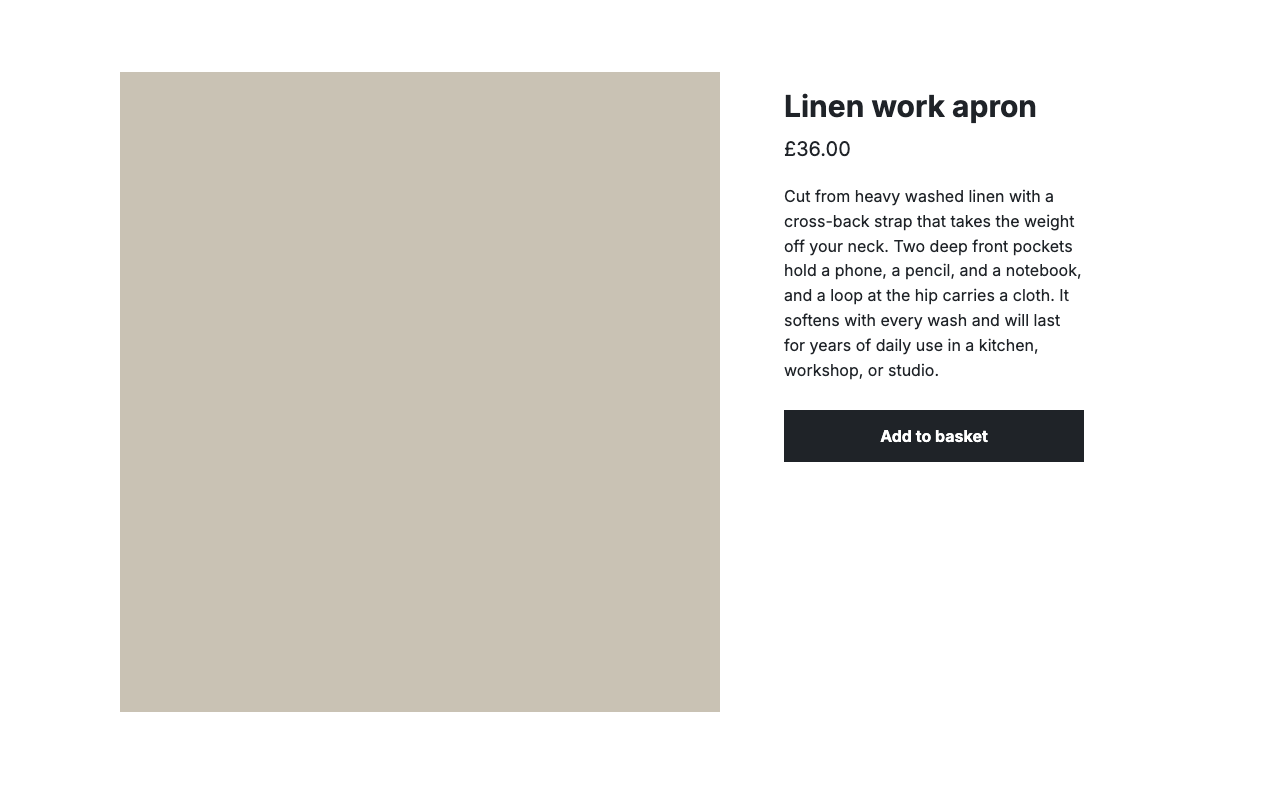 Linen work apron
£36.00
Cut from heavy washed linen with a
cross-back strap that takes the weight
off your neck. Two deep front pockets
hold a phone, a pencil, and a notebook,
and a loop at the hip carries a cloth. It
softens with every wash and will last
for years of daily use in a kitchen,
workshop, or studio.
Add to basket